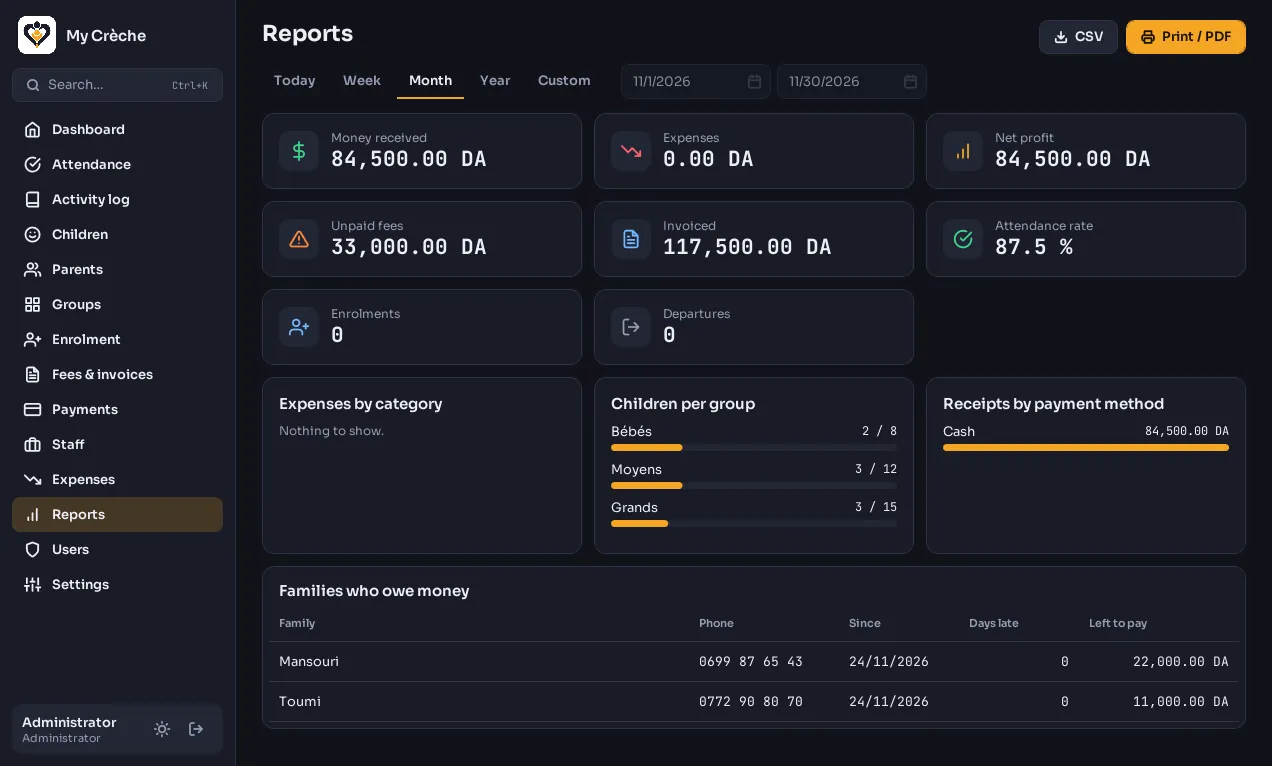 My Crèche
Search... Ctrl+K
Dashboard
Attendance
Activity log
Children
Parents
Groups
Enrolment
Fees & invoices
Payments
Staff
Expenses
Reports
Users
Settings
Administrator
Administrator
Reports
CSV Print / PDF
Today Week Month Year Custom 11/1/2026 11/30/2026
Money received
84,500.00 DA
Expenses
0.00 DA
Net profit
84,500.00 DA
Unpaid fees
33,000.00 DA
Invoiced
117,500.00 DA
Attendance rate
87.5 %
Enrolments
0
Departures
0
Expenses by category
Nothing to show.
Children per group
Bébés 2 / 8
Moyens 3 / 12
Grands 3 / 15
Receipts by payment method
Cash 84,500.00 DA
Families who owe money
Family Phone Since Days late Left to pay
Mansouri 0699 87 65 43 24/11/2026 0 22,000.00 DA
Toumi 0772 90 80 70 24/11/2026 0 11,000.00 DA